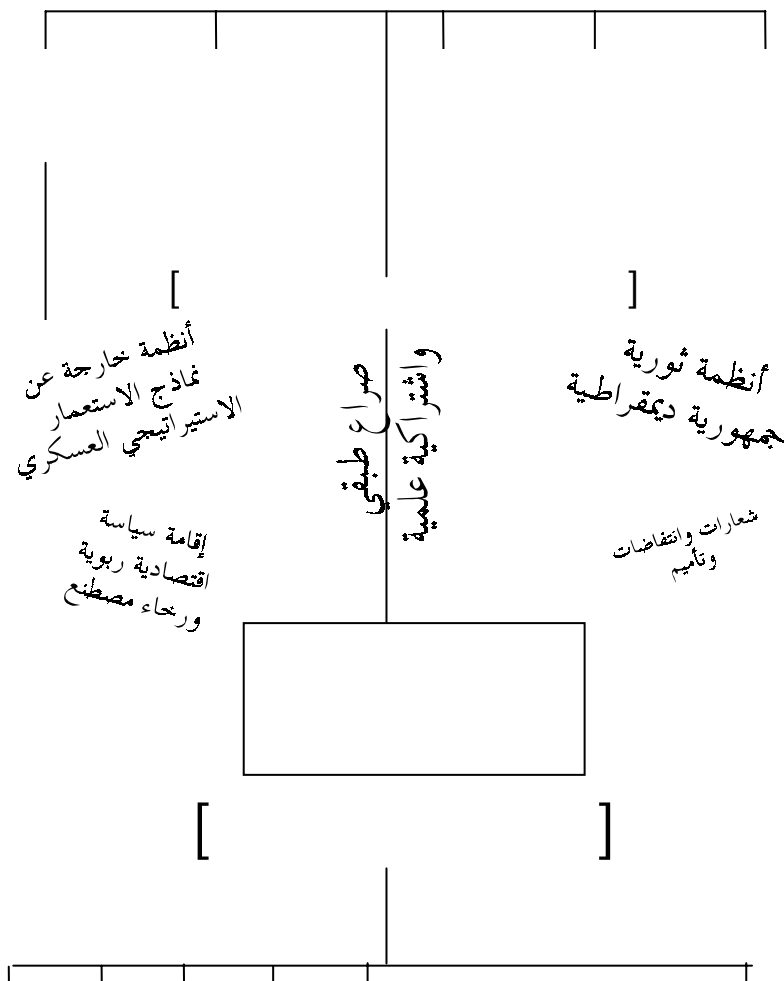 [
]
أنظمة ثورية
جمهورية ديمقراطية
شعارات وانتفاضات
وتأميم
صراع طبقي
واشتراكية علمية
أنظمة خارجة عن
نماذج الاستعمار
الاستيراتيجي العسكري
إقامة سياسة
اقتصادية ربوية
ورخاء مصطنع
[
]